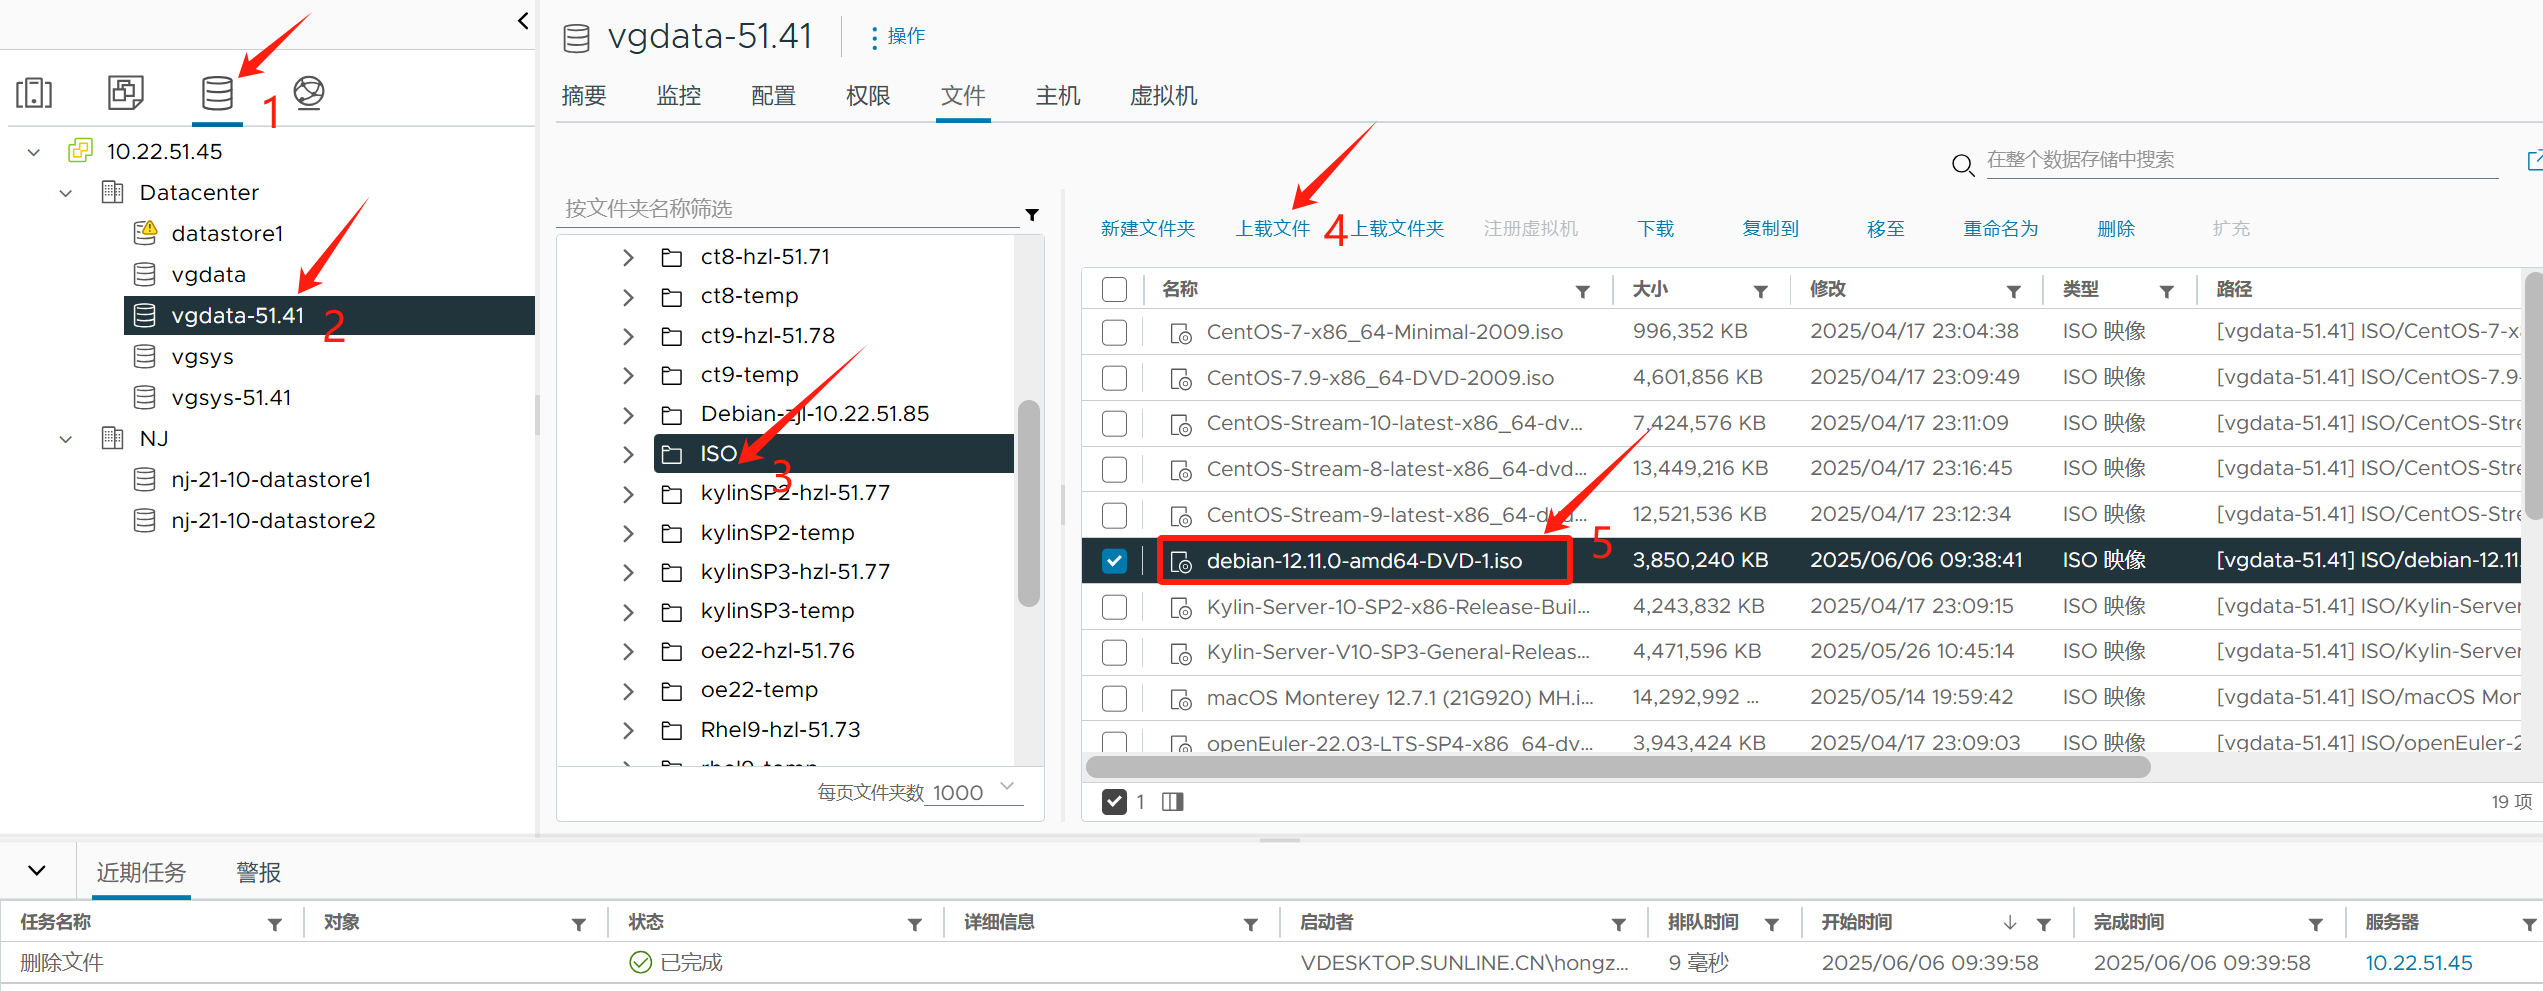 vgdata-51.41
操作
摘要 监控 配置 权限 文件 主机 虚拟机
1
10.22.51.45
Datacenter
datastore1
vgdata
vgdata-51.41
2
vgsys
vgsys-51.41
NJ
nj-21-10-datastore1
nj-21-10-datastore2
在整个数据存储中搜索
按文件夹名称筛选
ct8-hzl-51.71
ct8-temp
ct9-hzl-51.78
ct9-temp
Debian-zjl-10.22.51.85
ISO
3
kylinSP2-hzl-51.77
kylinSP2-temp
kylinSP3-hzl-51.77
kylinSP3-temp
oe22-hzl-51.76
oe22-temp
Rhel9-hzl-51.73
rhel9-temp
每页文件夹数 1000
新建文件夹 上载文件 4 上载文件夹 注册虚拟机 下载 复制到 移至 重命名为 删除 扩充
名称 大小 修改 类型 路径
CentOS-7-x86_64-Minimal-2009.iso 996,352 KB 2025/04/17 23:04:38 ISO 映像 [vgdata-51.41] ISO/CentOS-7-x
CentOS-7.9-x86_64-DVD-2009.iso 4,601,856 KB 2025/04/17 23:09:49 ISO 映像 [vgdata-51.41] ISO/CentOS-7.9-
CentOS-Stream-10-latest-x86_64-dv... 7,424,576 KB 2025/04/17 23:11:09 ISO 映像 [vgdata-51.41] ISO/CentOS-Stre
CentOS-Stream-8-latest-x86_64-dvd... 13,449,216 KB 2025/04/17 23:16:45 ISO 映像 [vgdata-51.41] ISO/CentOS-Stre
CentOS-Stream-9-latest-x86_64-dvd... 12,521,536 KB 2025/04/17 23:12:34 ISO 映像 [vgdata-51.41] ISO/CentOS-Stre
debian-12.11.0-amd64-DVD-1.iso 5 3,850,240 KB 2025/06/06 09:38:41 ISO 映像 [vgdata-51.41] ISO/debian-12.11
Kylin-Server-10-SP2-x86-Release-Buil... 4,243,832 KB 2025/04/17 23:09:15 ISO 映像 [vgdata-51.41] ISO/Kylin-Server
Kylin-Server-V10-SP3-General-Releas... 4,471,596 KB 2025/05/26 10:45:14 ISO 映像 [vgdata-51.41] ISO/Kylin-Server
macOS Monterey 12.7.1 (21G920) MH.i... 14,292,992 ... 2025/05/14 19:59:42 ISO 映像 [vgdata-51.41] ISO/macOS Mon
openEuler-22.03-LTS-SP4-x86_64-dv... 3,943,424 KB 2025/04/17 23:09:03 ISO 映像 [vgdata-51.41] ISO/openEuler-2
1
19 项
近期任务 警报
任务名称 对象 状态 详细信息 启动者 排队时间 开始时间 完成时间 服务器
删除文件 已完成 VDESKTOP.SUNLINE.CN\hongz... 9 毫秒 2025/06/06 09:39:58 2025/06/06 09:39:58 10.22.51.45